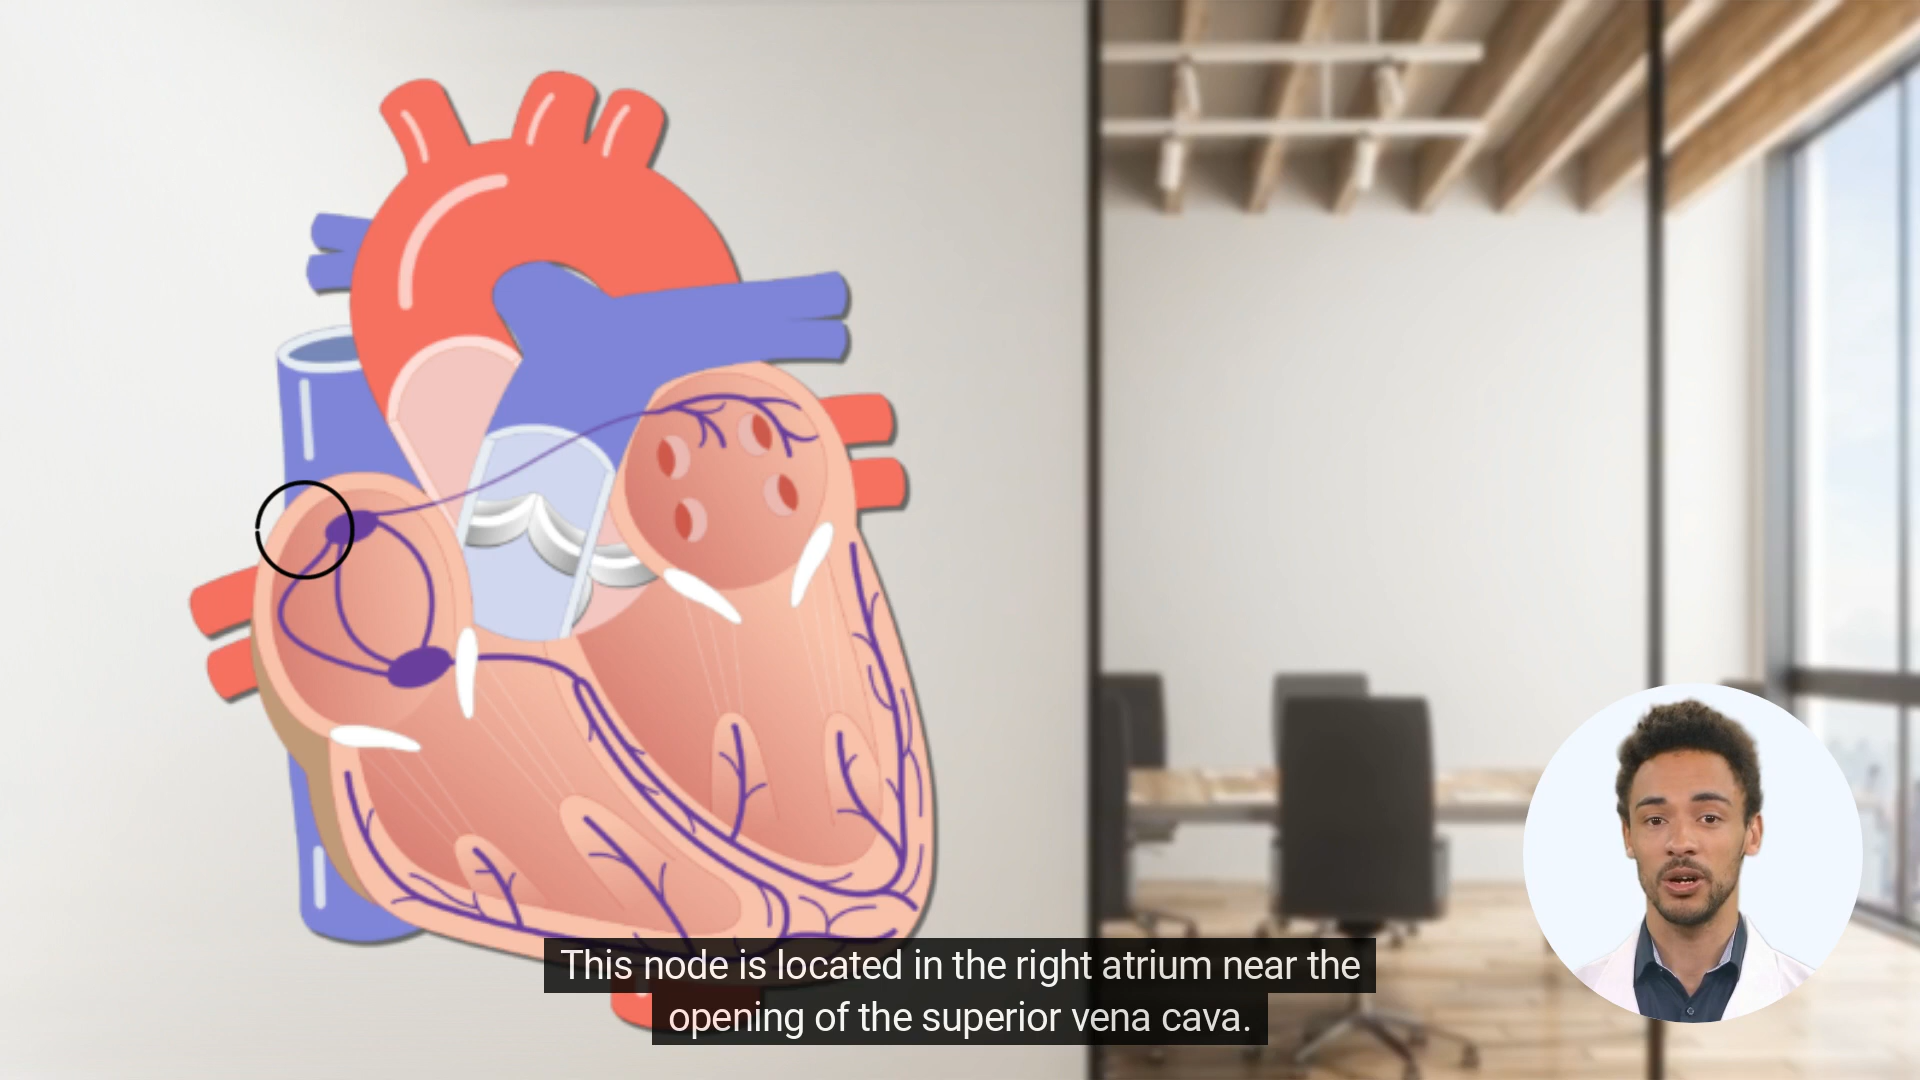 This node is located in the right atrium near the
opening of the superior vena cava.